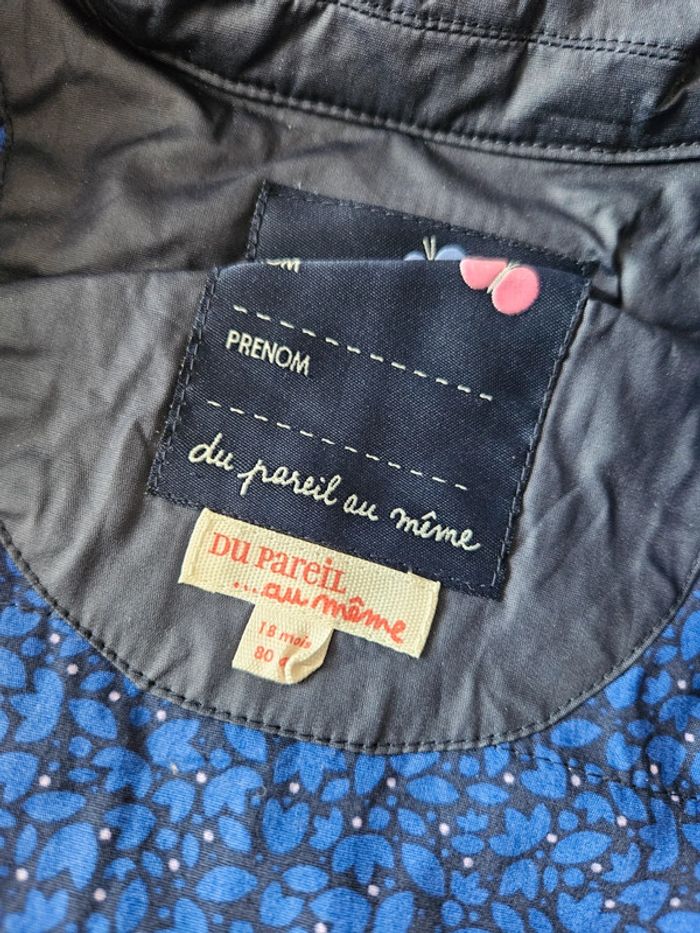 PRENOM
du pareil au même
DU PAREIL
...au même
18 mois
80